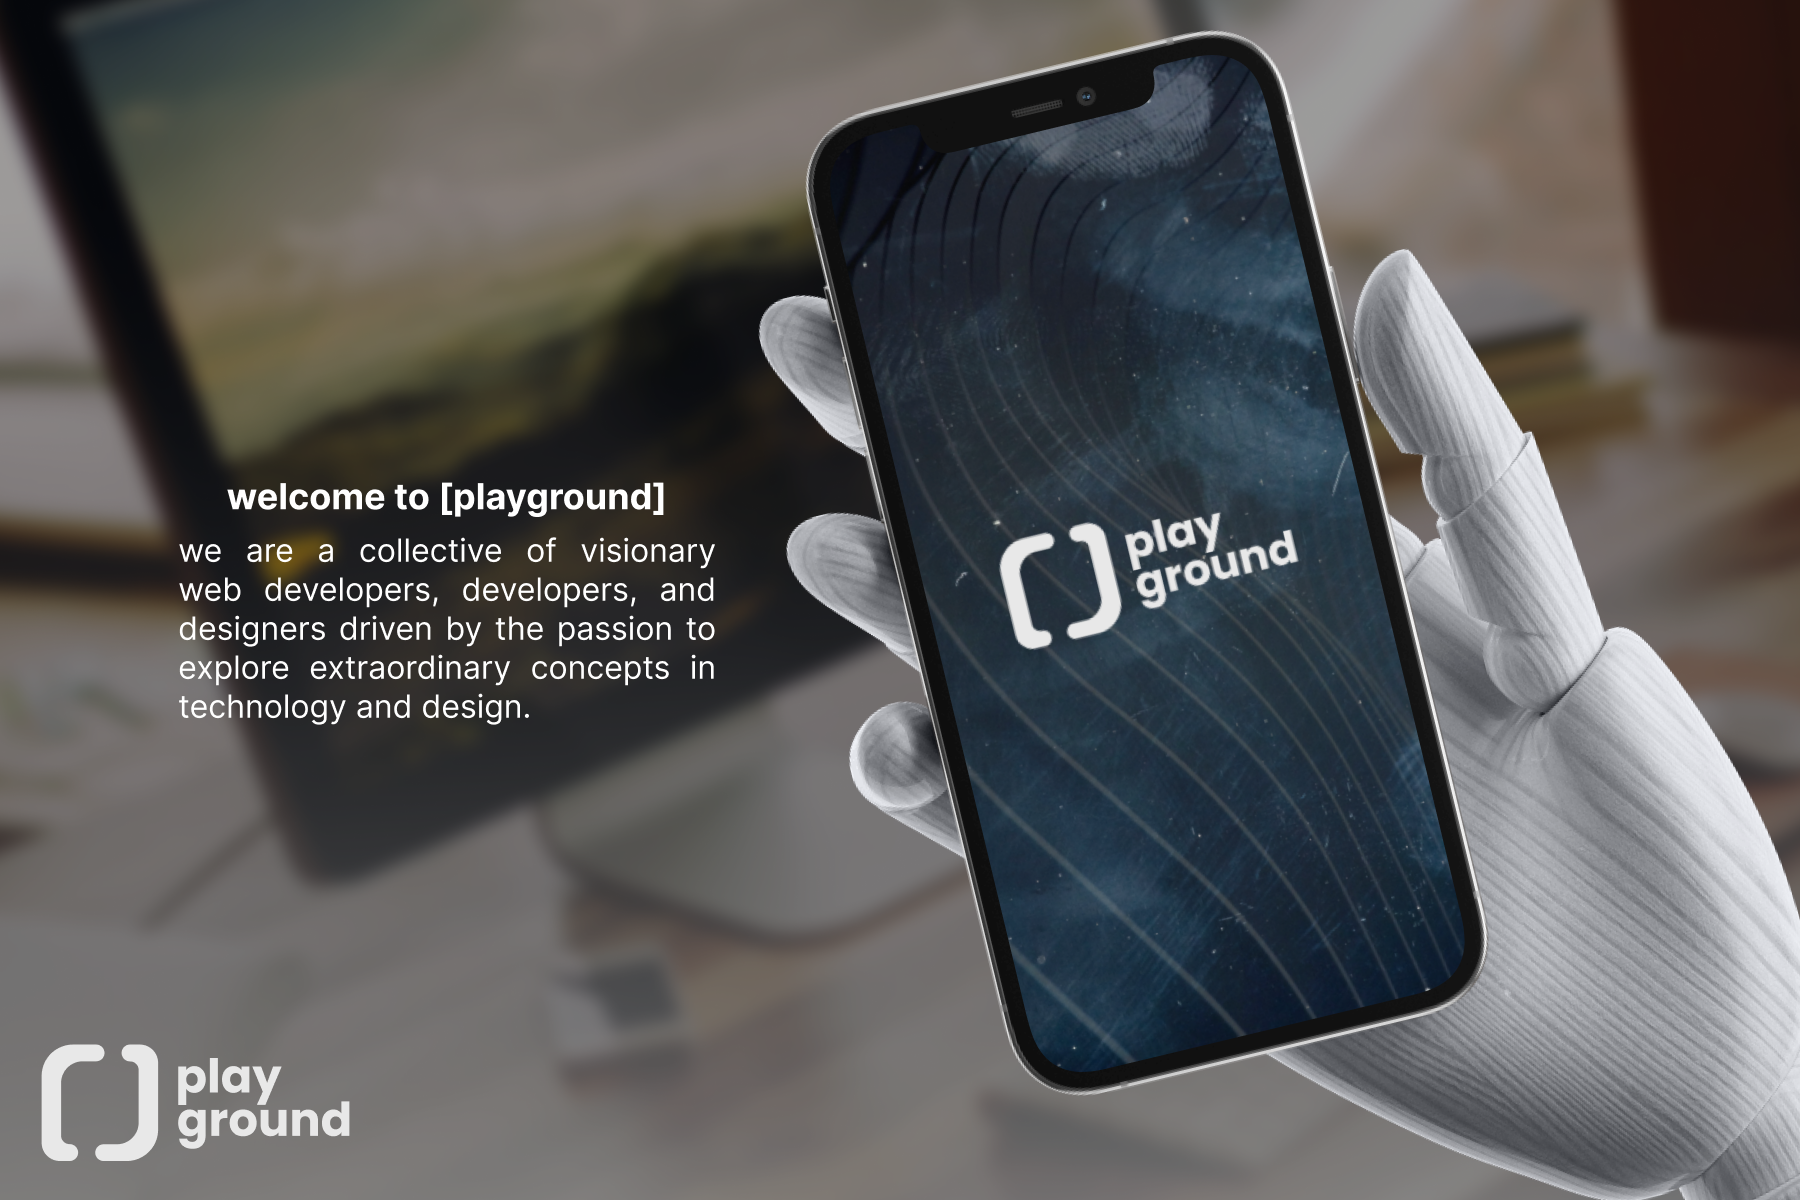 welcome to [playground]
we are a collective of visionary
web developers, developers, and
designers driven by the passion to
explore extraordinary concepts in
technology and design.
play
ground
play
ground